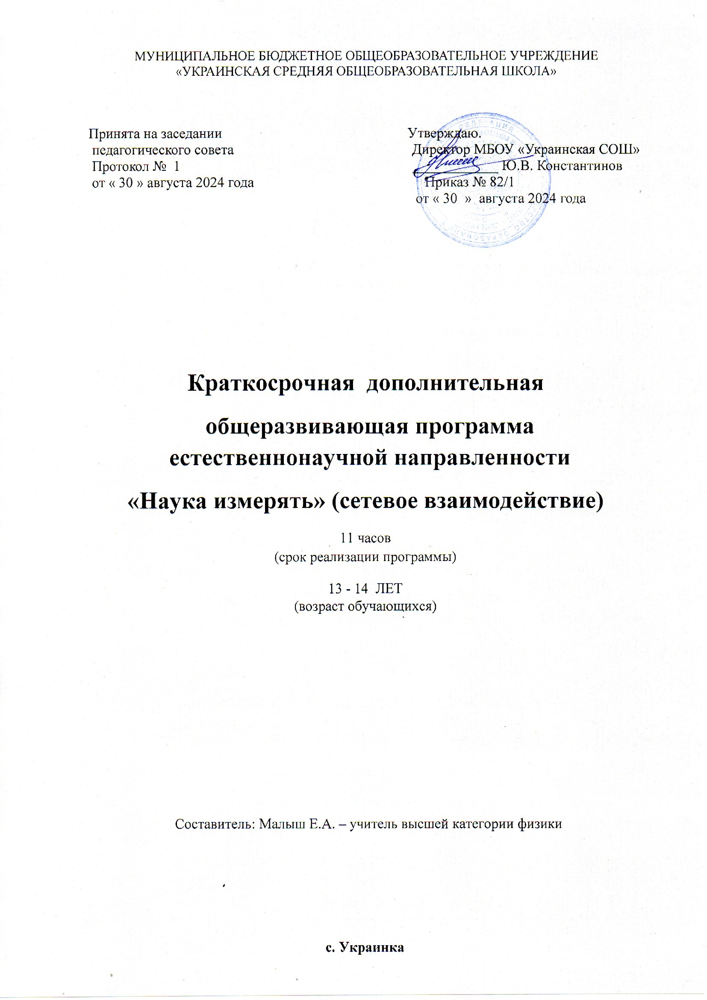 МУНИЦИПАЛЬНОЕ БЮДЖЕТНОЕ ОБЩЕОБРАЗОВАТЕЛЬНОЕ УЧРЕЖДЕНИЕ
«УКРАИНСКАЯ СРЕДНЯЯ ОБЩЕОБРАЗОВАТЕЛЬНАЯ ШКОЛА»
Принята на заседании
педагогического совета
Протокол № 1
от « 30 » августа 2024 года
Утверждаю.
Директор МБОУ «Украинская СОШ»
____________ Ю.В. Константинов
Приказ № 82/1
от « 30 » августа 2024 года
Краткосрочная дополнительная
общеразвивающая программа
естественнонаучной направленности
«Наука измерять» (сетевое взаимодействие)
11 часов
(срок реализации программы)
13 - 14 ЛЕТ
(возраст обучающихся)
Составитель: Малыш Е.А. – учитель высшей категории физики
с. Украинка